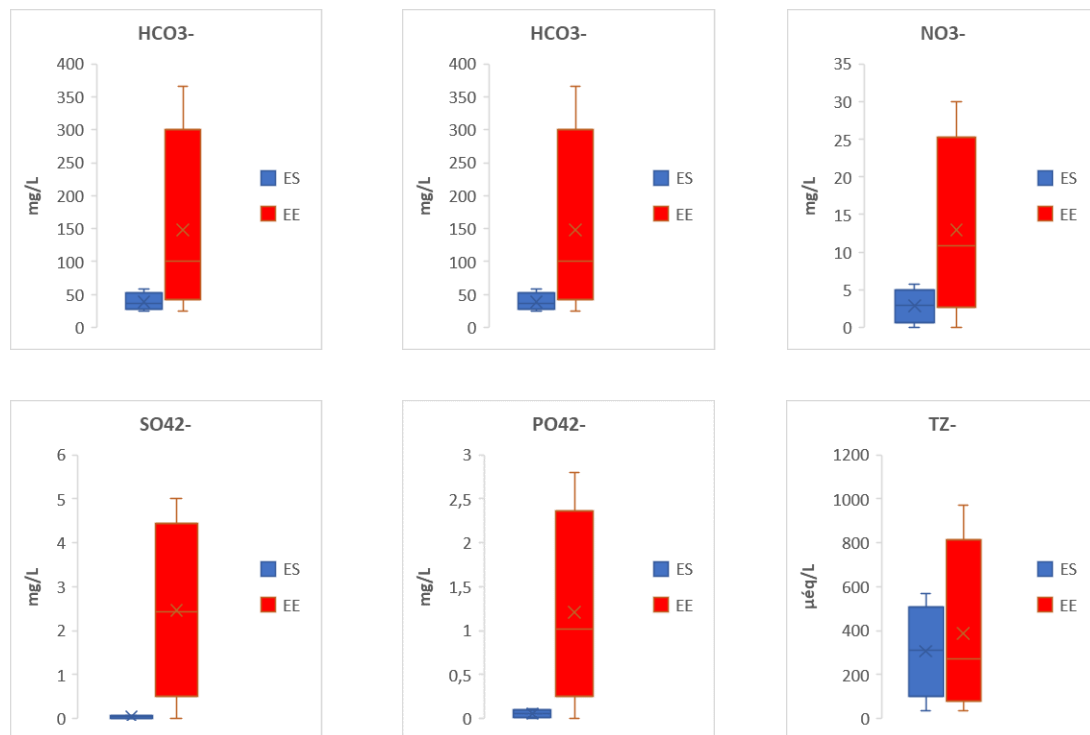 HCO3-
400
350
300
250
200
150
100
50
0
mg/L
ES
EE
HCO3-
400
350
300
250
200
150
100
50
0
mg/L
ES
EE
NO3-
35
30
25
20
15
10
5
0
mg/L
ES
EE
SO42-
6
5
4
3
2
1
0
mg/L
ES
EE
PO42-
3
2,5
2
1,5
1
0,5
0
mg/L
ES
EE
TZ-
1200
1000
800
600
400
200
0
µéq/L
ES
EE